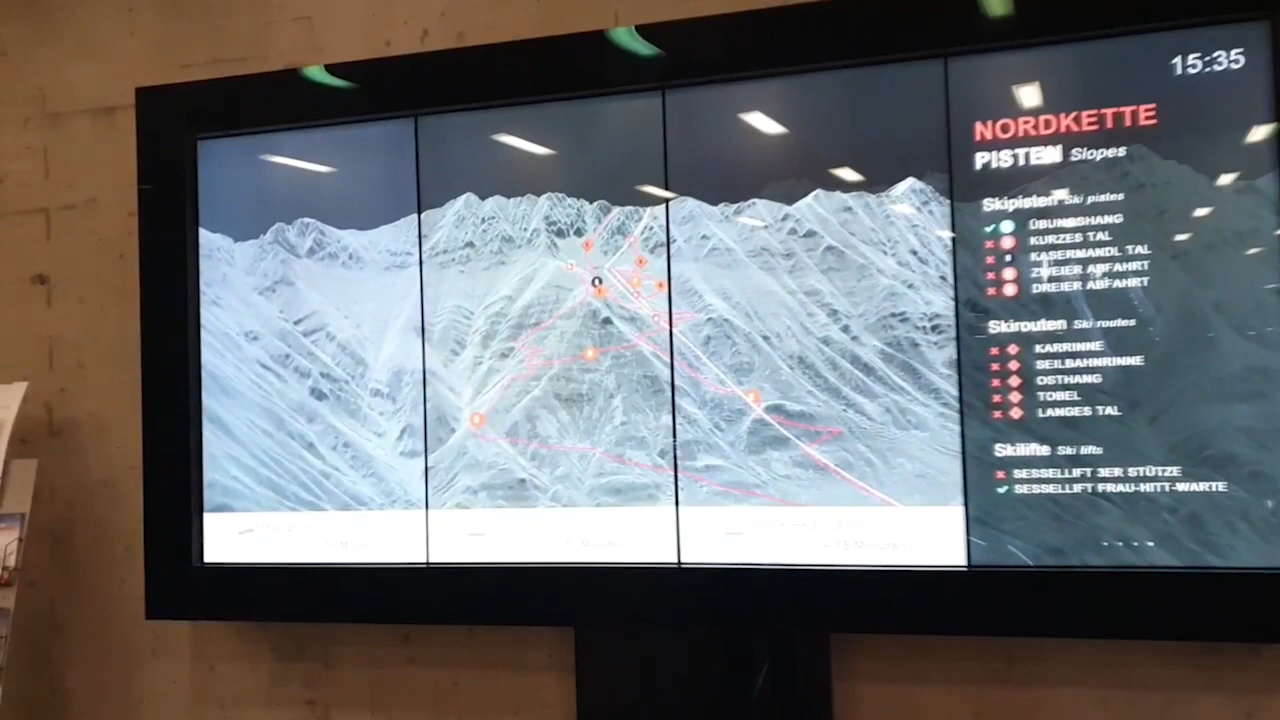 15:35
NORDKETTE
PISTEN Slopes
Skipisten Ski pistes
ÜBUNGSHANG
KURZES TAL
KASERMANDL TAL
ZWEIER ABFAHRT
DREIER ABFAHRT
Skirouten Ski routes
KARRINNE
SEILBAHNRINNE
OSTHANG
TOBEL
LANGES TAL
Skilifte Ski lifts
SESSELLIFT 3ER STÜTZE
SESSELLIFT FRAU-HITT-WARTE